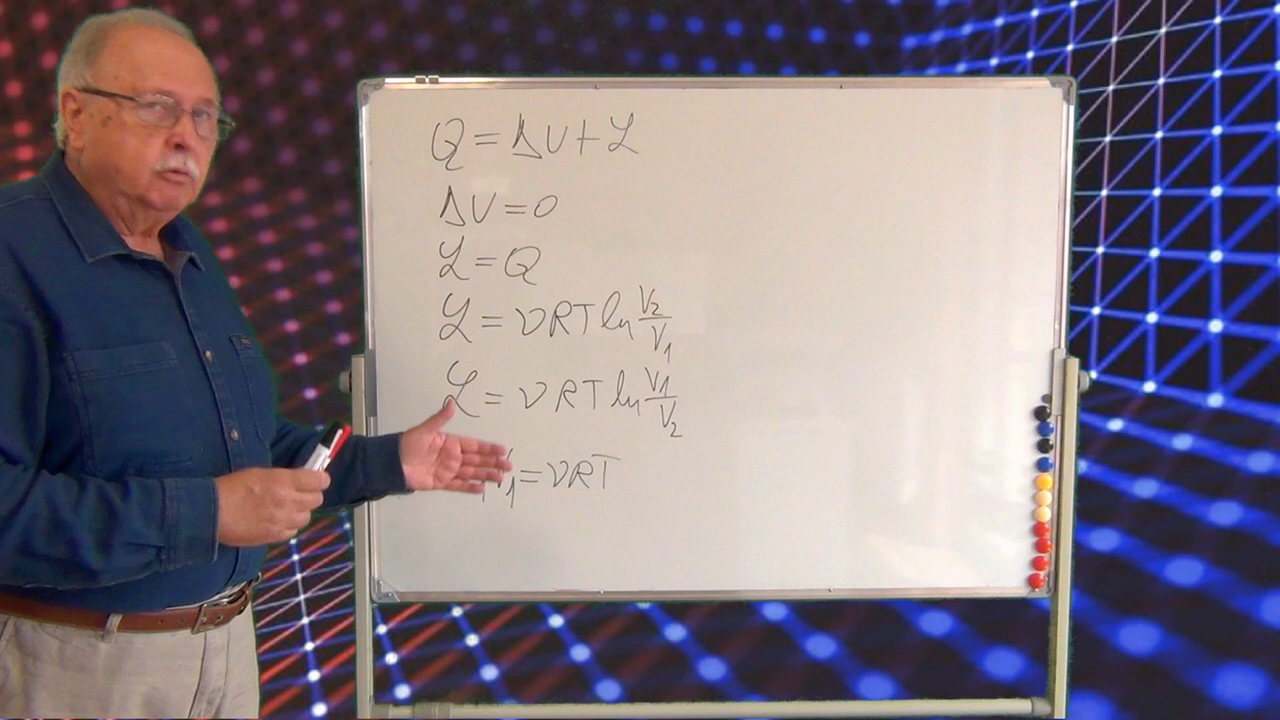 Q = ΔU + ℒ
ΔU = 0
ℒ = Q
ℒ = νRT ln V₂/V₁
ℒ = νRT ln V₁/V₂
V₁ = νRT